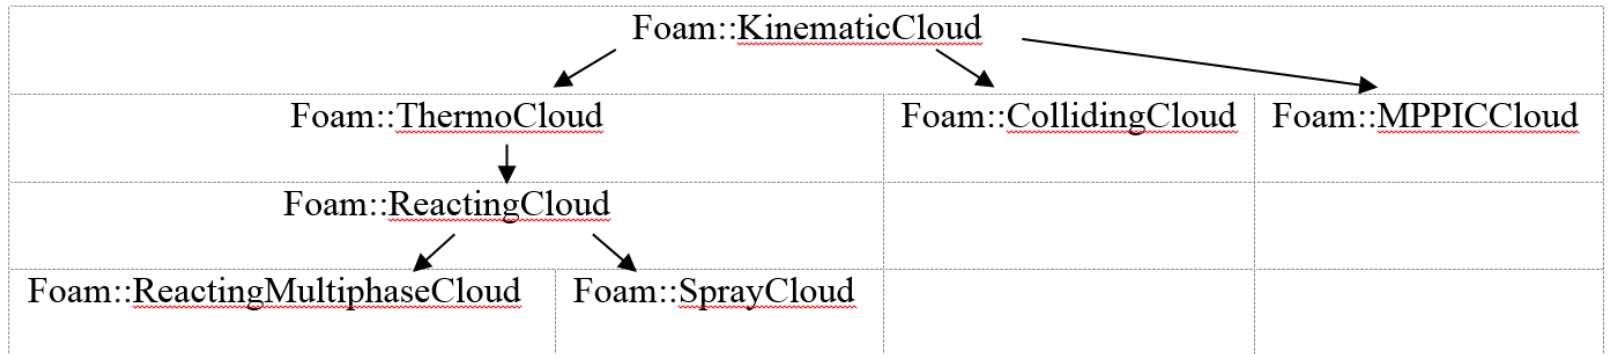 Foam::KinematicCloud
Foam::ThermoCloud
Foam::CollidingCloud
Foam::MPPICCloud
Foam::ReactingCloud
Foam::ReactingMultiphaseCloud
Foam::SprayCloud